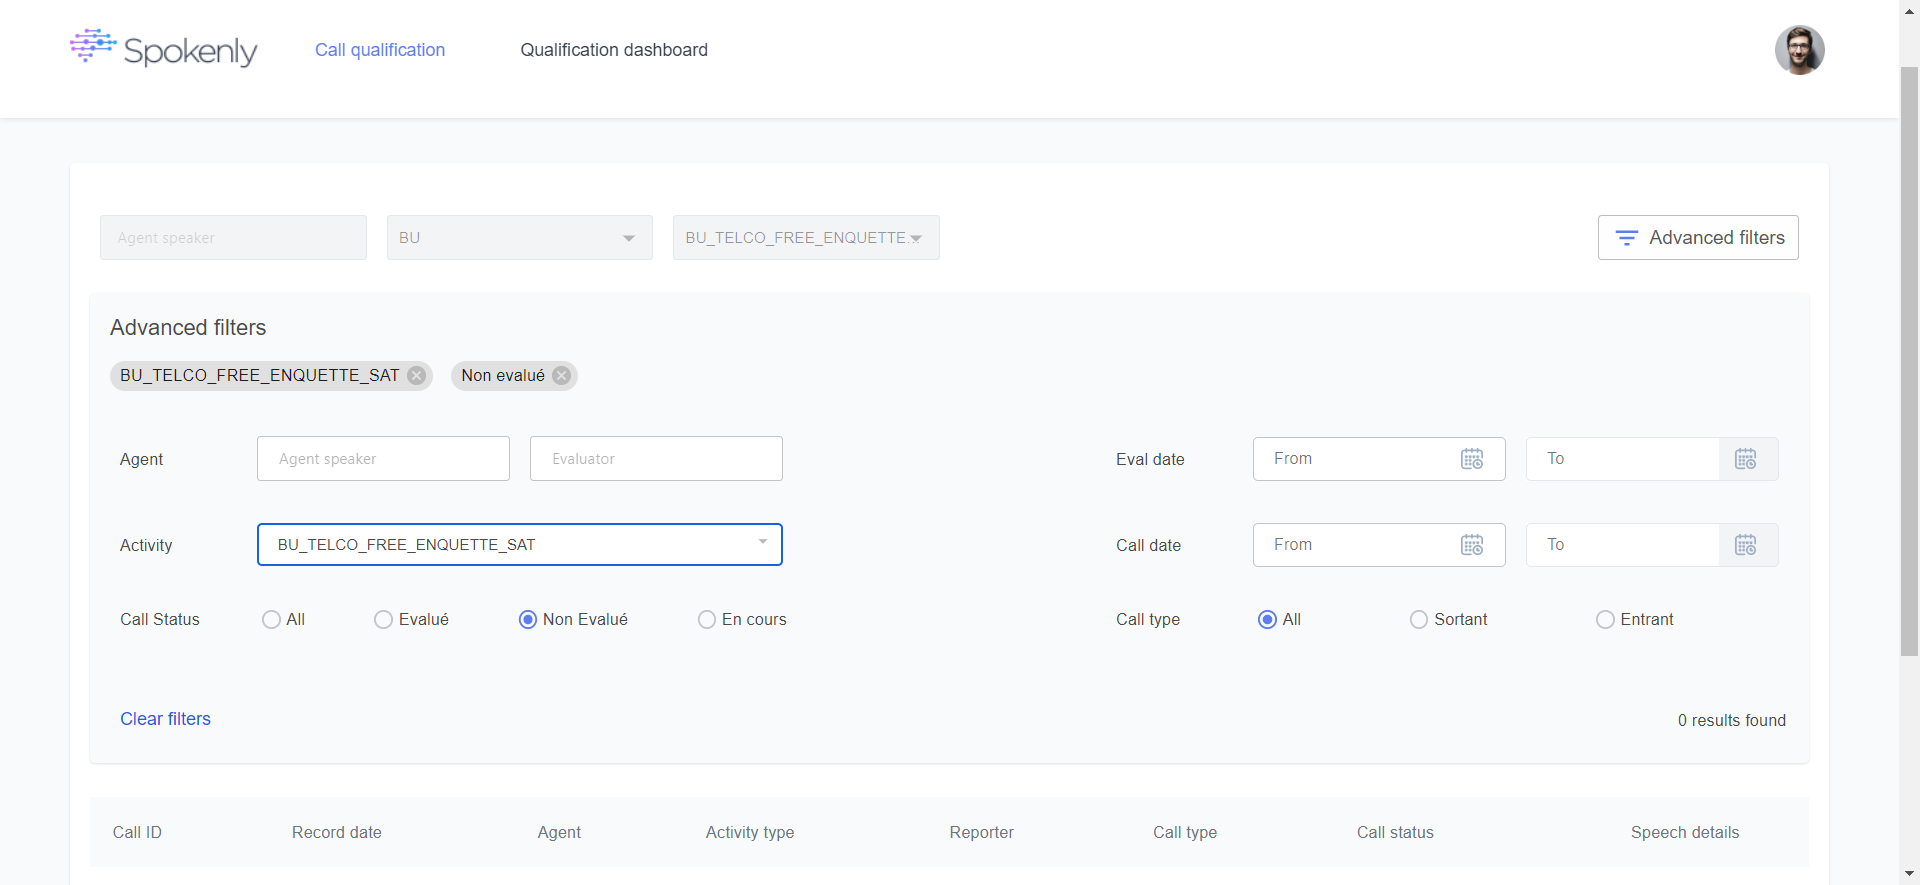 Spokenly Call qualification Qualification dashboard
Agent speaker BU BU_TELCO_FREE_ENQUETTE... Advanced filters
Advanced filters
BU_TELCO_FREE_ENQUETTE_SAT Non evalué
Agent Agent speaker Evaluator Eval date From To
Activity BU_TELCO_FREE_ENQUETTE_SAT Call date From To
Call Status All Evalué Non Evalué En cours Call type All Sortant Entrant
Clear filters 0 results found
Call ID Record date Agent Activity type Reporter Call type Call status Speech details